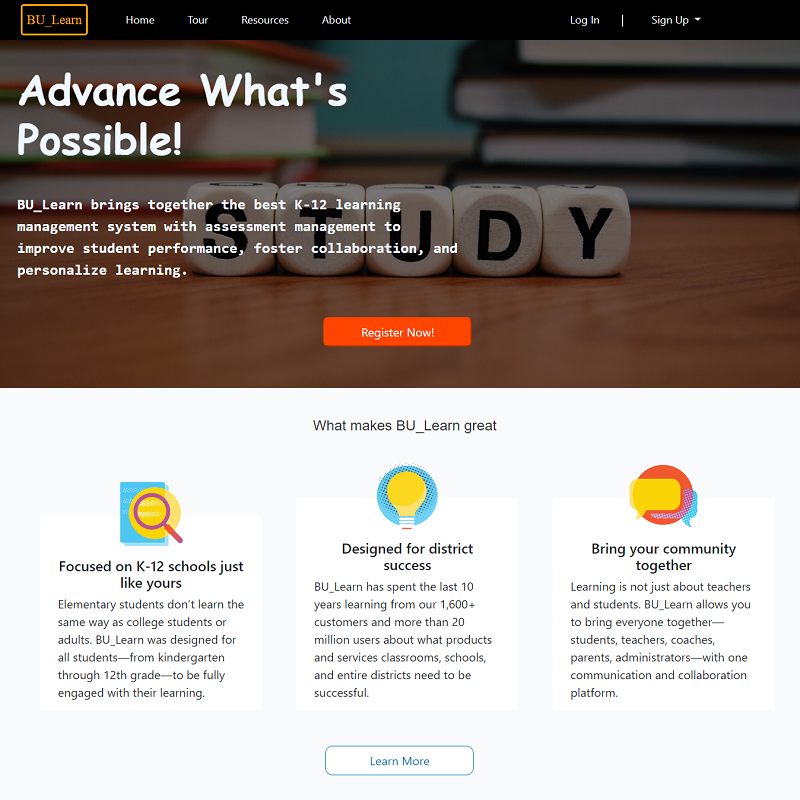 BU_Learn
Home Tour Resources About Log In | Sign Up
Advance What's
Possible!
BU_Learn brings together the best K-12 learning
management system with assessment management to
improve student performance, foster collaboration, and
personalize learning.
STUDY
Register Now!
What makes BU_Learn great
Focused on K-12 schools just
like yours
Elementary students don’t learn the
same way as college students or
adults. BU_Learn was designed for
all students—from kindergarten
through 12th grade—to be fully
engaged with their learning.
Designed for district
success
BU_Learn has spent the last 10
years learning from our 1,600+
customers and more than 20
million users about what products
and services classrooms, schools,
and entire districts need to be
successful.
Bring your community
together
Learning is not just about teachers
and students. BU_Learn allows you
to bring everyone together—
students, teachers, coaches,
parents, administrators—with one
communication and collaboration
platform.
Learn More